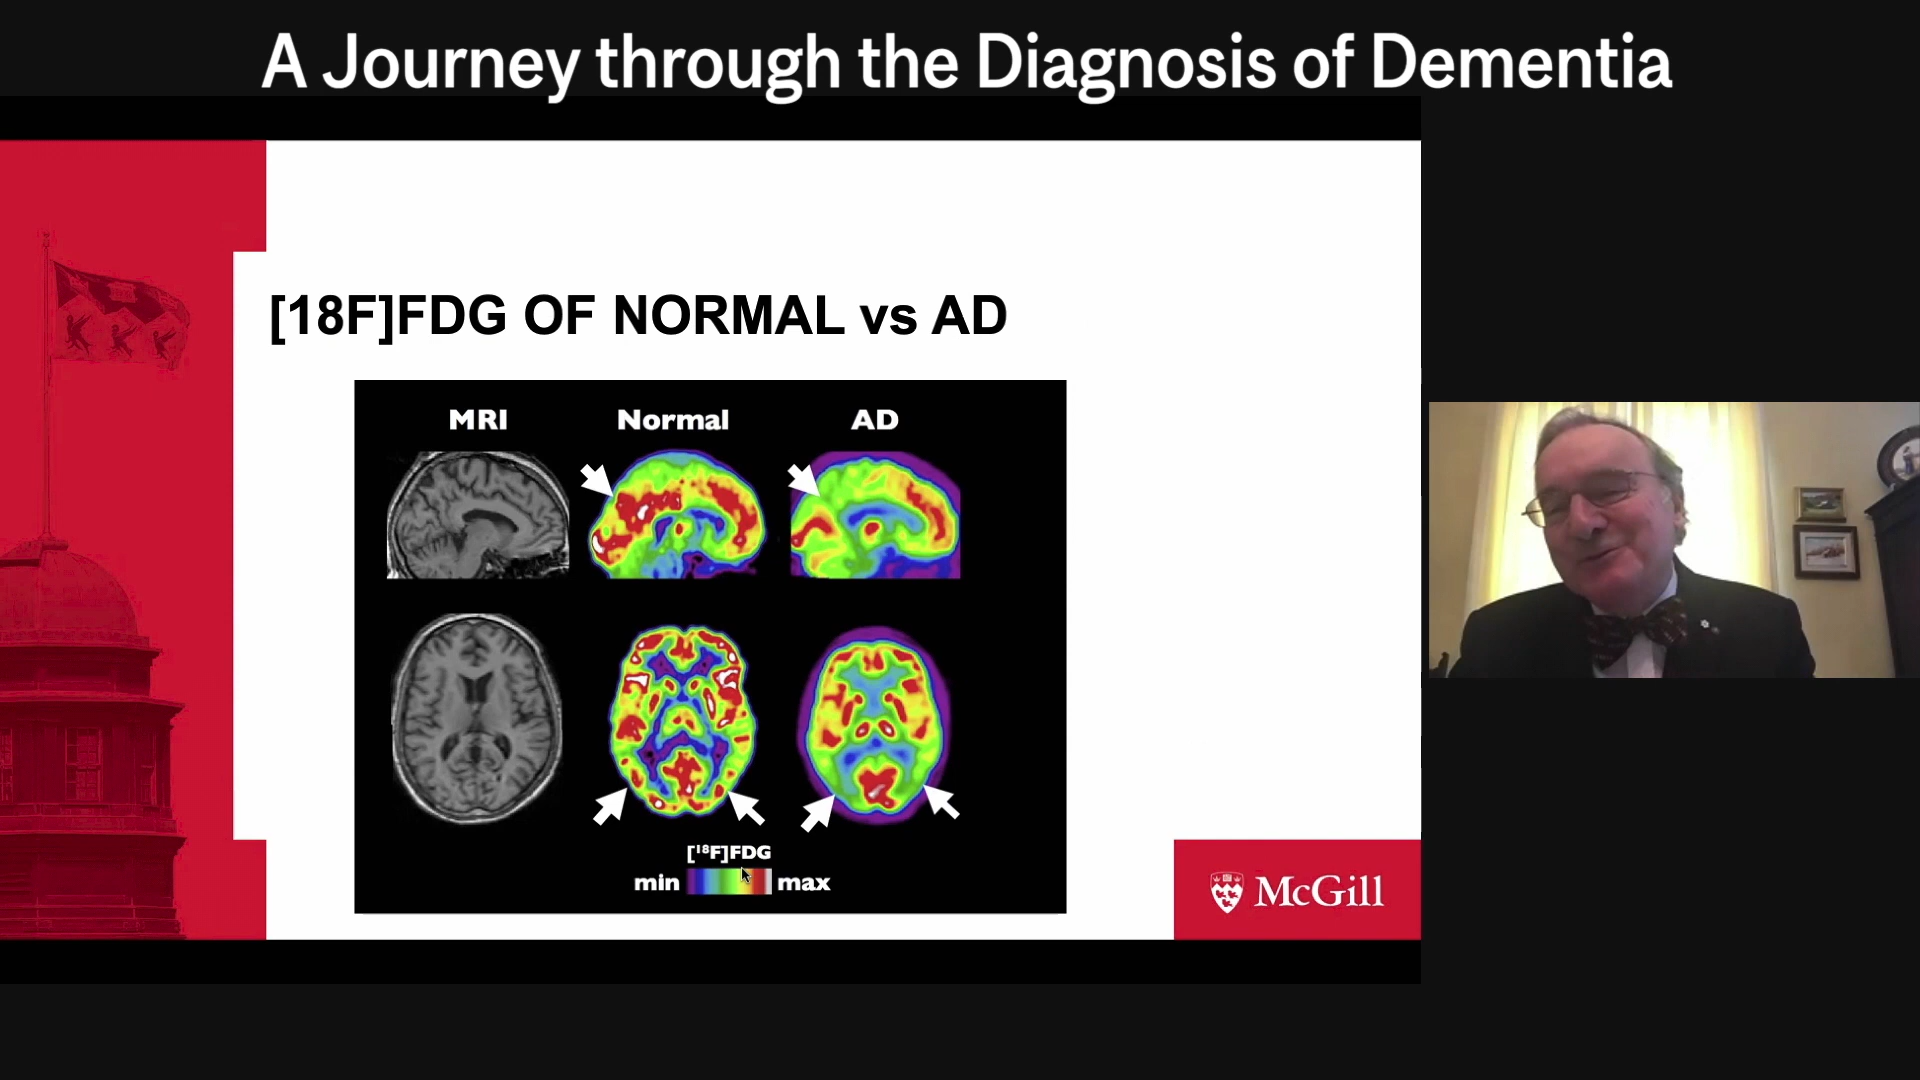 A Journey through the Diagnosis of Dementia
[18F]FDG OF NORMAL vs AD
MRI Normal AD
[¹⁸F]FDG
min max
McGill